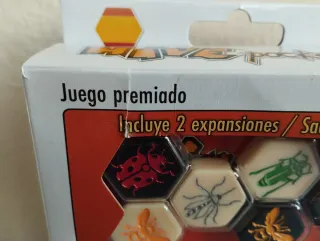 Juego premiado
Incluye 2 expansiones /